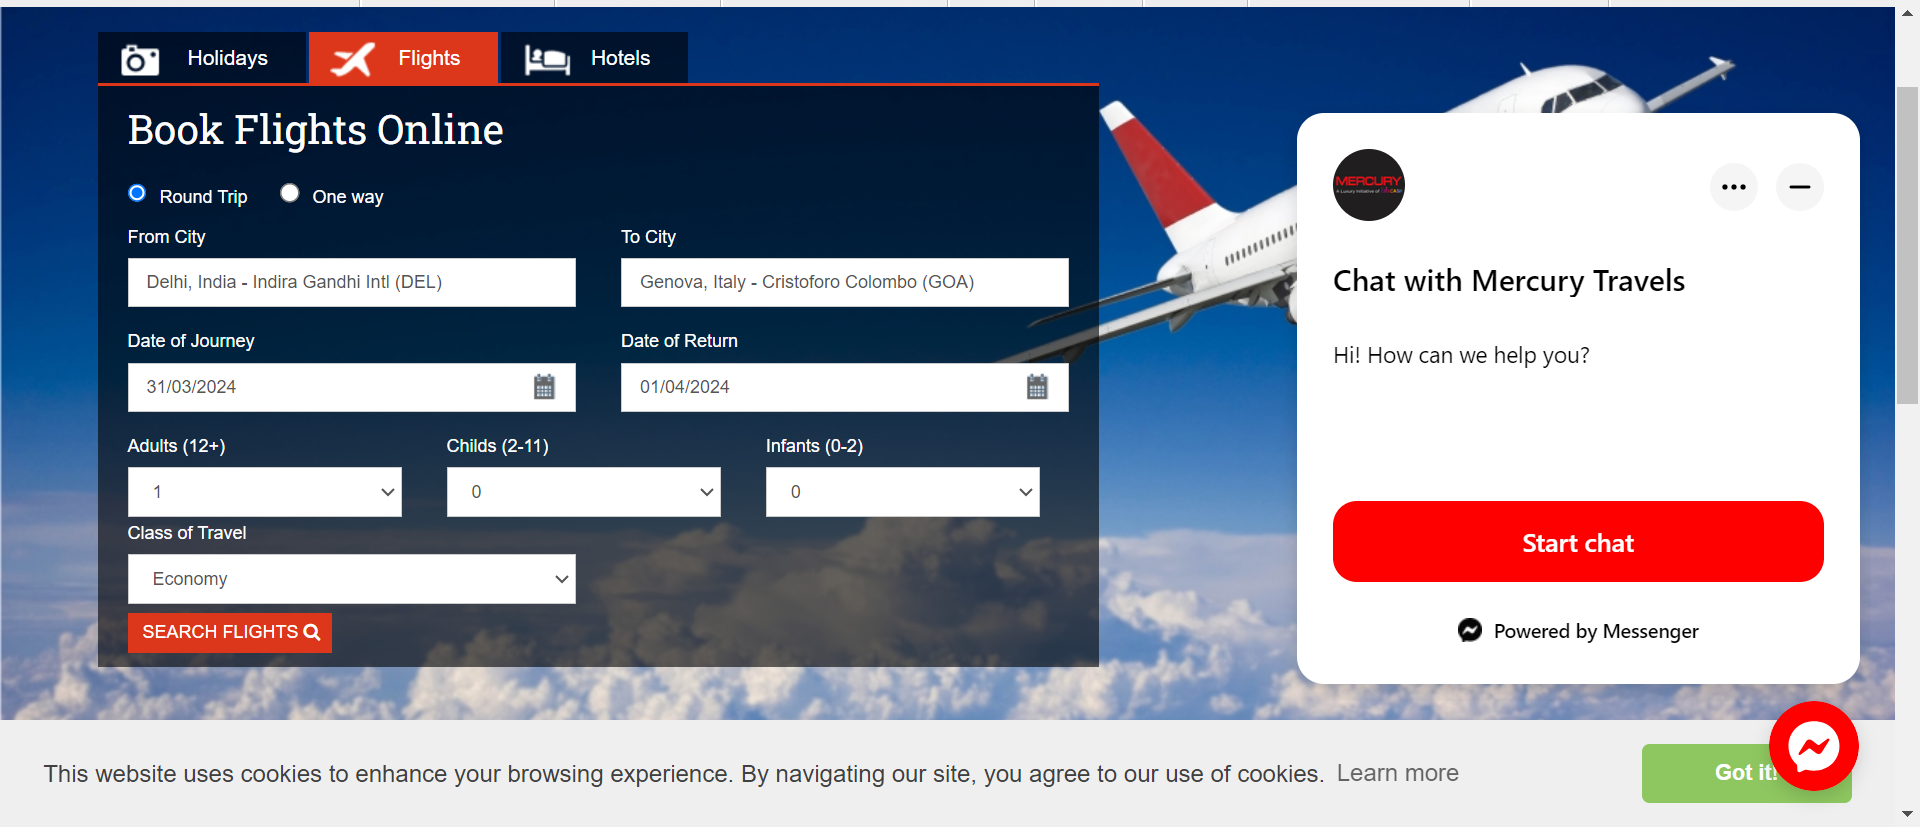 Holidays
Flights
Hotels
Book Flights Online
Round Trip
One way
From City
To City
Delhi, India - Indira Gandhi Intl (DEL)
Genova, Italy - Cristoforo Colombo (GOA)
Date of Journey
Date of Return
31/03/2024
01/04/2024
Adults (12+)
Childs (2-11)
Infants (0-2)
1
0
0
Class of Travel
Economy
SEARCH FLIGHTS
MERCURY
Chat with Mercury Travels
Hi! How can we help you?
Start chat
Powered by Messenger
This website uses cookies to enhance your browsing experience. By navigating our site, you agree to our use of cookies. Learn more
Got it!